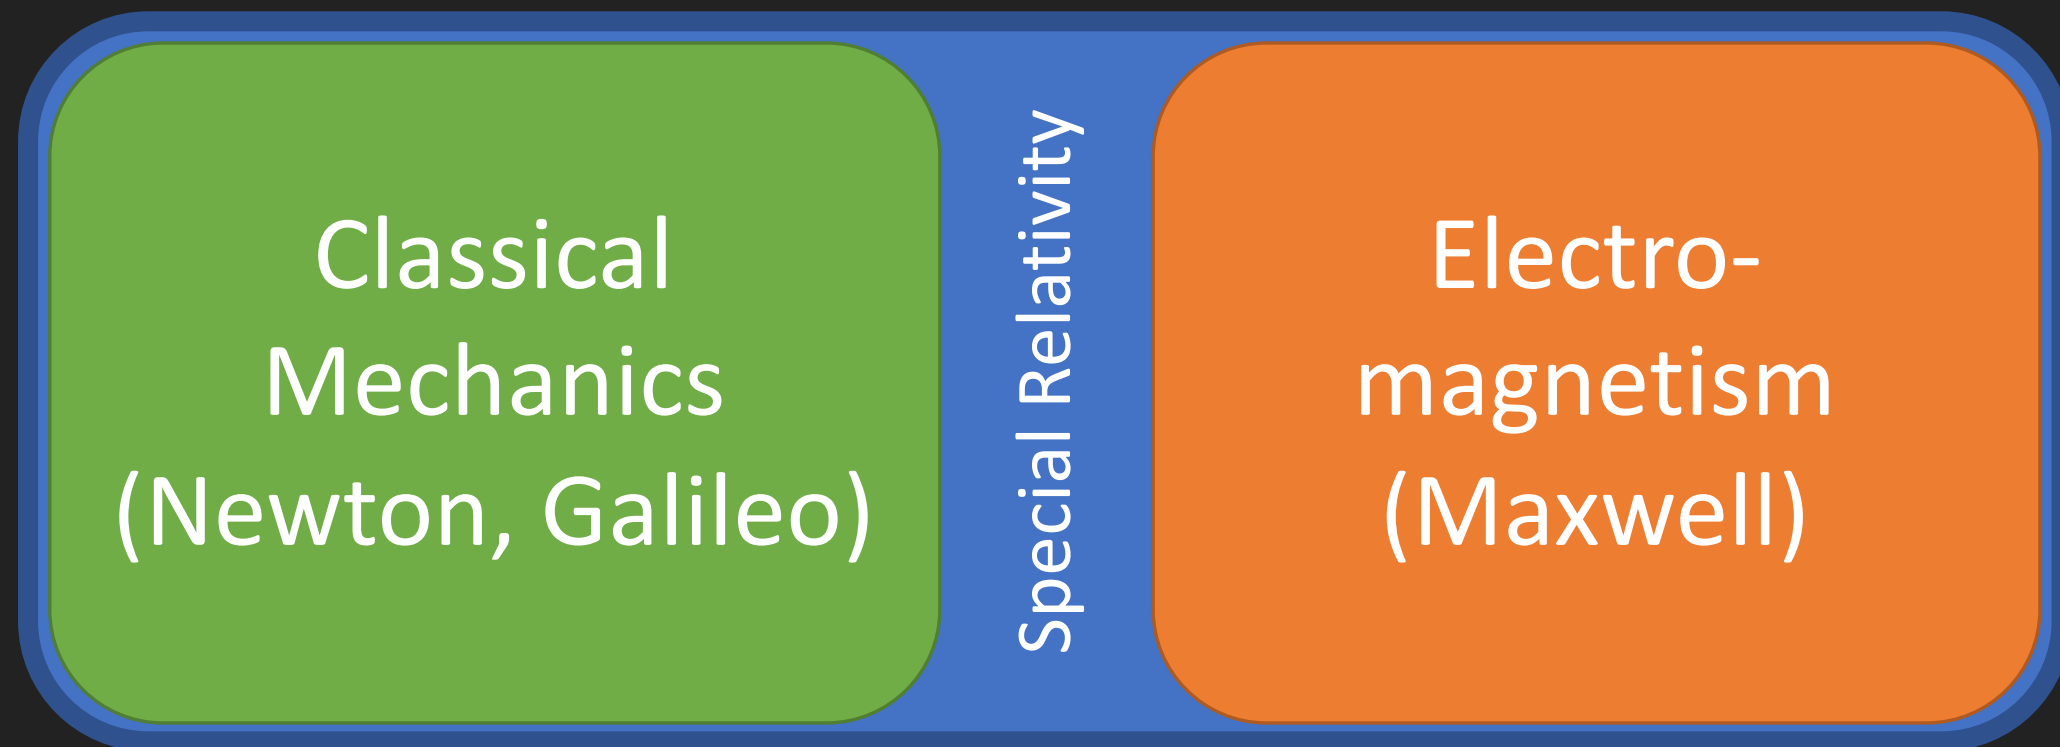 Classical
Mechanics
(Newton, Galileo)
Special Relativity
Electro-
magnetism
(Maxwell)